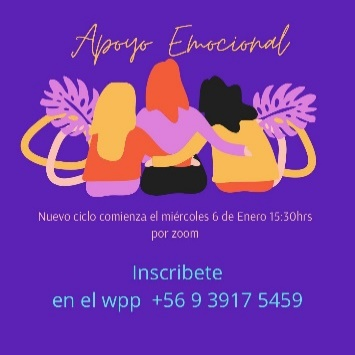 Apoyo Emocional
Nuevo ciclo comienza el miércoles 6 de Enero 15:30hrs
por zoom
Inscribete
en el wpp +56 9 3917 5459